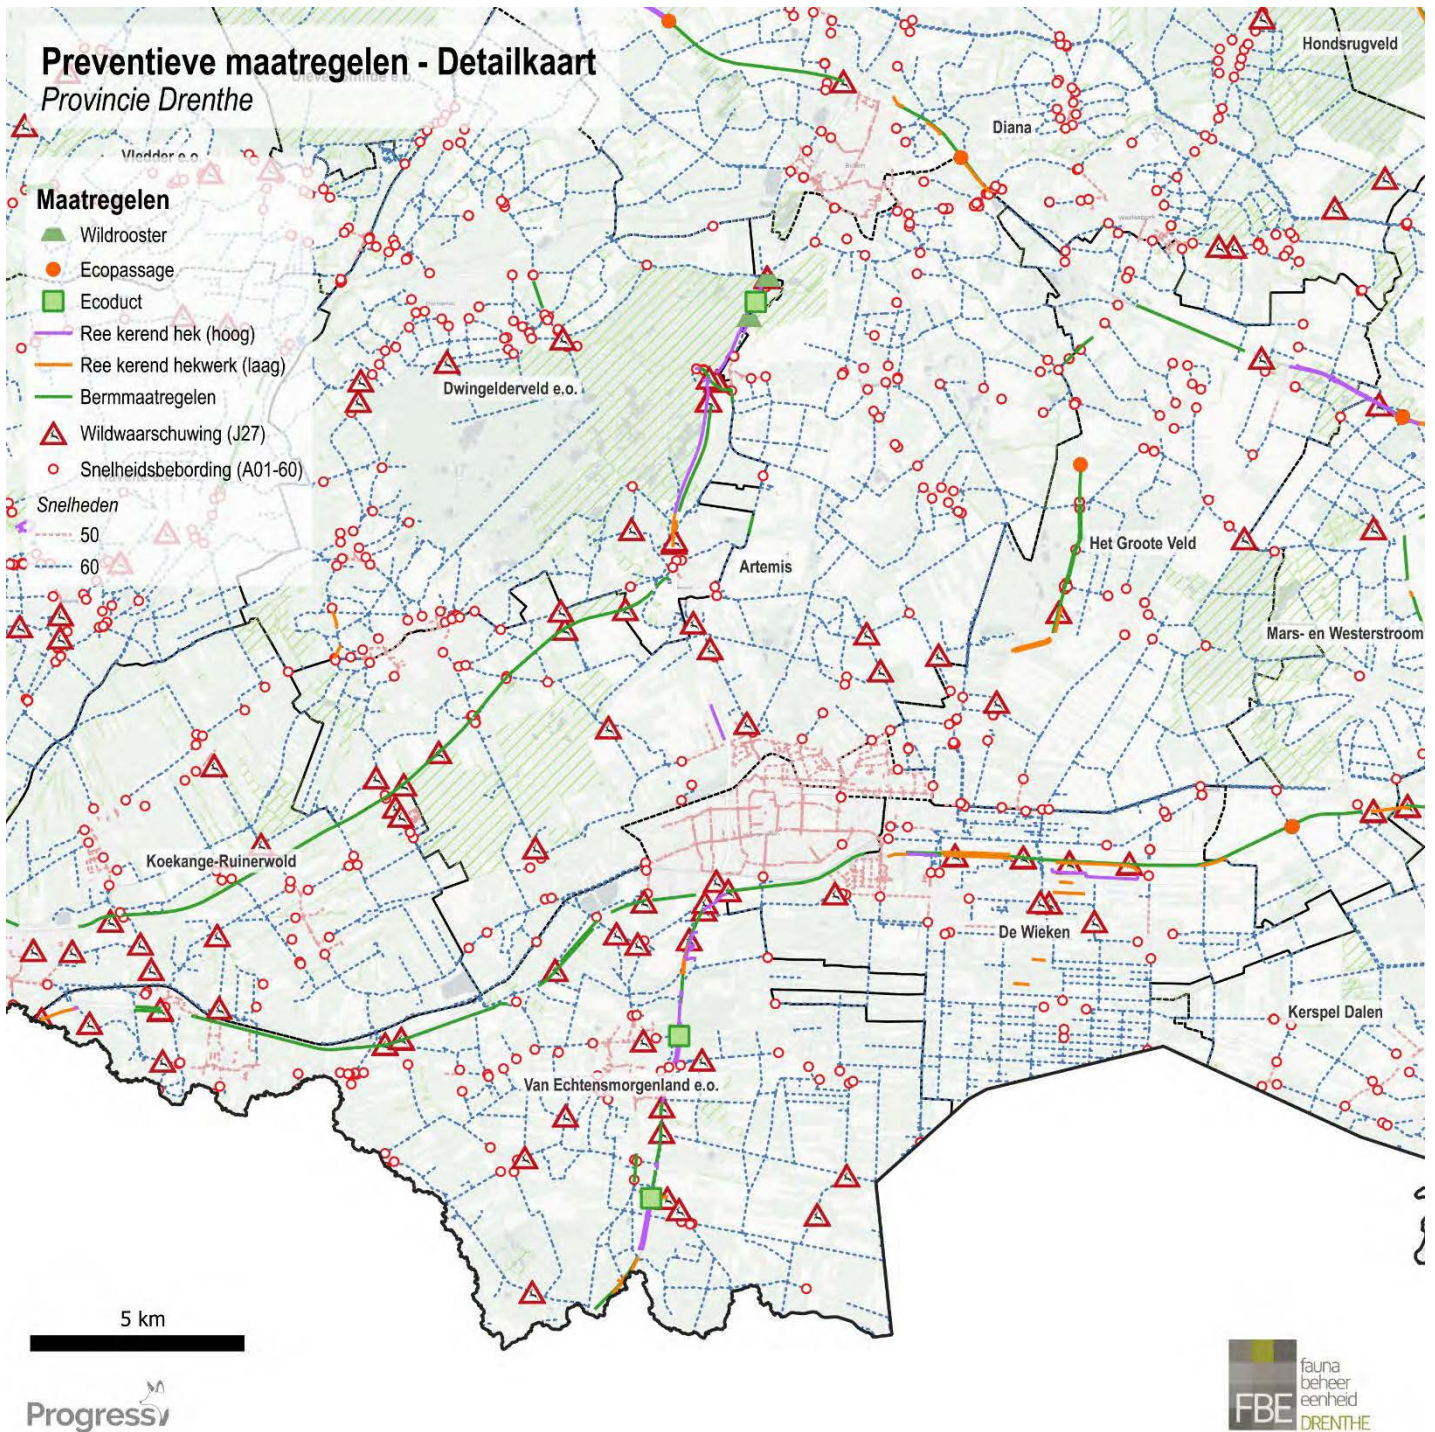 Preventieve maatregelen - Detailkaart
Provincie Drenthe
Vledder e.o.
Maatregelen
Wildrooster
Ecopassage
Ecoduct
Ree kerend hek (hoog)
Ree kerend hekwerk (laag)
Bermmaatregelen
Wildwaarschuwing (J27)
Snelheidsbebording (A01-60)
Snelheden
50
60
Hondsrugveld
Diana
Dwingelderveld e.o.
Het Groote Veld
Artemis
Mars- en Westerstroom
Koekange-Ruinerwold
De Wieken
Kerspel Dalen
Van Echtensmorgenland e.o.
5 km
Progress
FBE
fauna
beheer
eenheid
DRENTHE